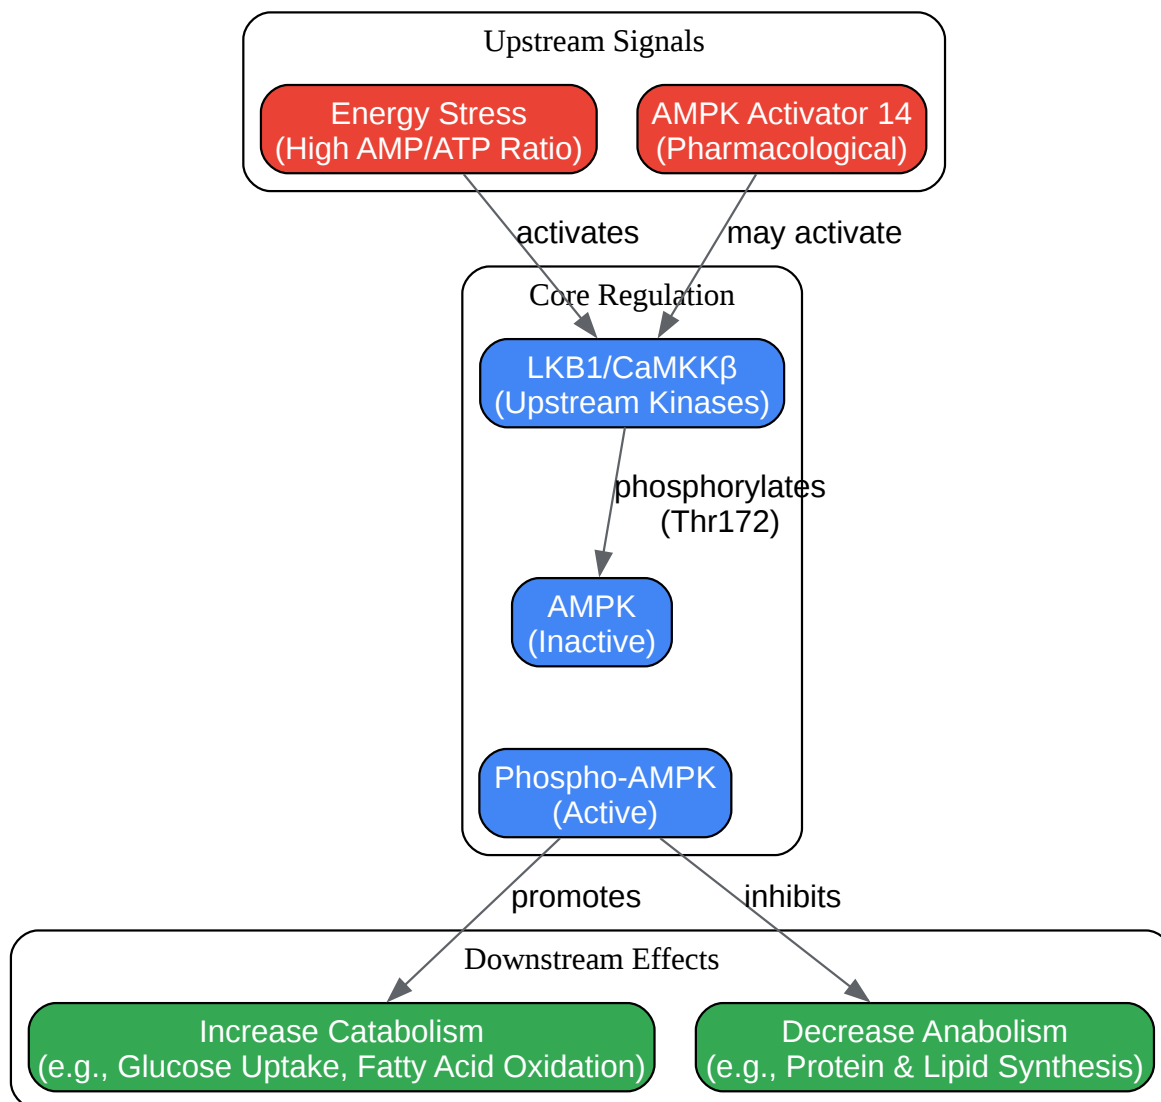 Upstream Signals
Energy Stress
(High AMP/ATP Ratio)
AMPK Activator 14
(Pharmacological)
activates
may activate
Core Regulation
LKB1/CaMKKβ
(Upstream Kinases)
phosphorylates
(Thr172)
AMPK
(Inactive)
Phospho-AMPK
(Active)
promotes
inhibits
Downstream Effects
Increase Catabolism
(e.g., Glucose Uptake, Fatty Acid Oxidation)
Decrease Anabolism
(e.g., Protein & Lipid Synthesis)